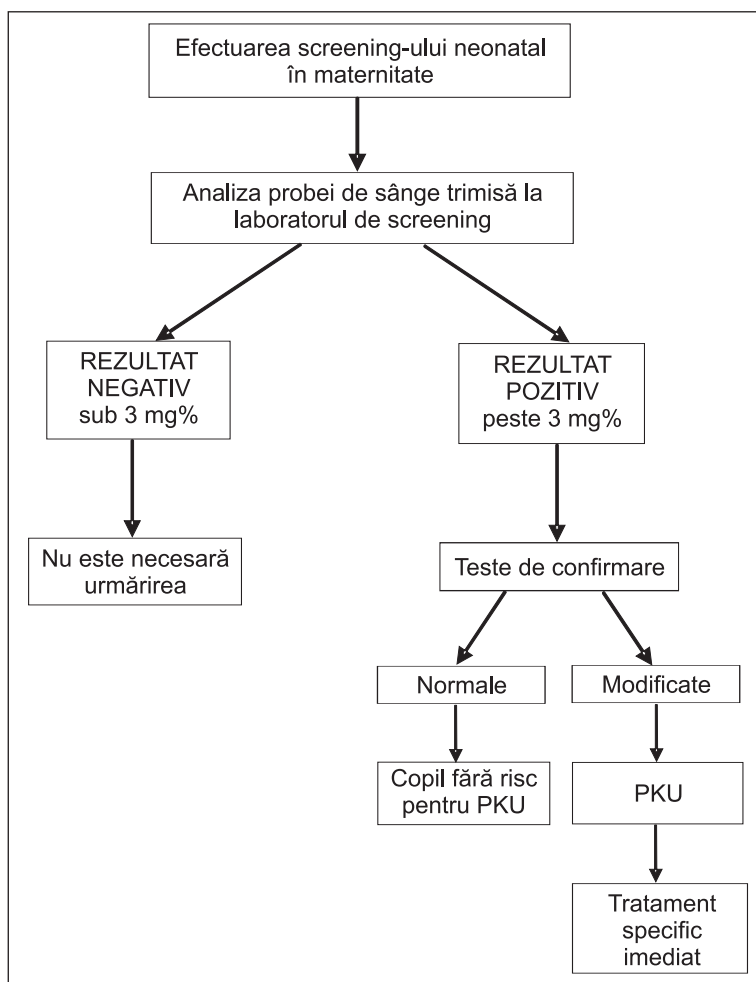 Efectuarea screening-ului neonatal
în maternitate
Analiza probei de sânge trimisă la
laboratorul de screening
REZULTAT
NEGATIV
sub 3 mg%
REZULTAT
POZITIV
peste 3 mg%
Nu este necesară
urmărirea
Teste de confirmare
Normale
Modificate
Copil fără risc
pentru PKU
PKU
Tratament
specific
imediat